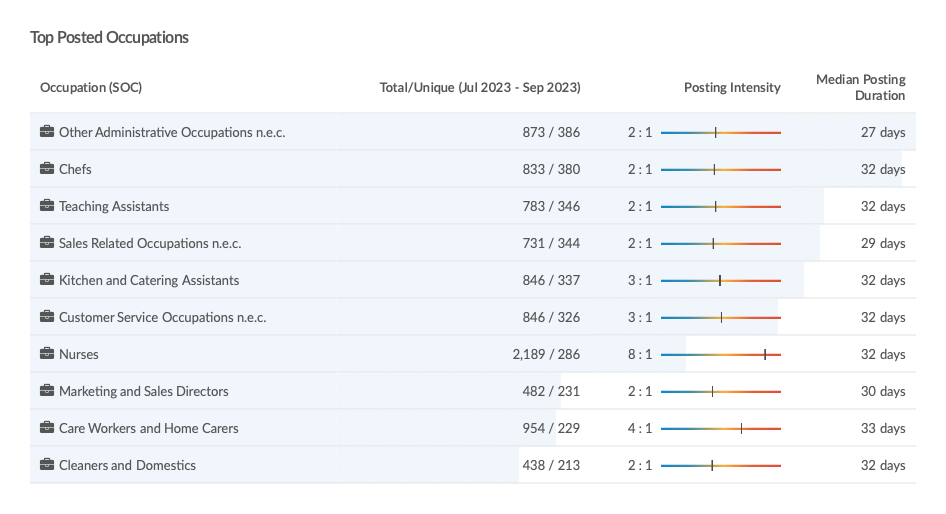 Top Posted Occupations
Occupation (SOC) Total/Unique (Jul 2023 - Sep 2023) Posting Intensity Median Posting Duration
Other Administrative Occupations n.e.c. 873 / 386 2 : 1 27 days
Chefs 833 / 380 2 : 1 32 days
Teaching Assistants 783 / 346 2 : 1 32 days
Sales Related Occupations n.e.c. 731 / 344 2 : 1 29 days
Kitchen and Catering Assistants 846 / 337 3 : 1 32 days
Customer Service Occupations n.e.c. 846 / 326 3 : 1 32 days
Nurses 2,189 / 286 8 : 1 32 days
Marketing and Sales Directors 482 / 231 2 : 1 30 days
Care Workers and Home Carers 954 / 229 4 : 1 33 days
Cleaners and Domestics 438 / 213 2 : 1 32 days